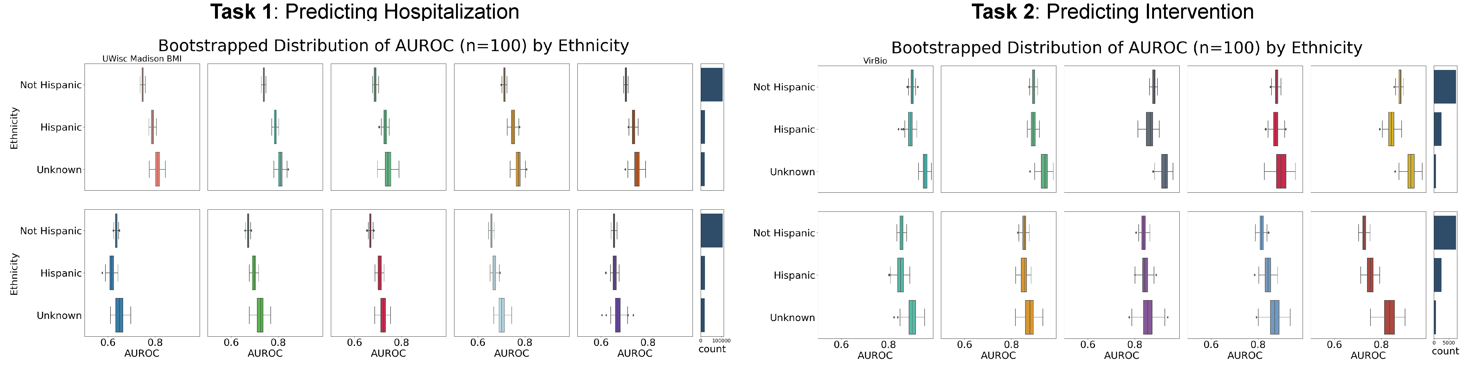 Task 1: Predicting Hospitalization
Bootstrapped Distribution of AUROC (n=100) by Ethnicity
UWisc Madison BMI
Ethnicity
Not Hispanic
Hispanic
Unknown
Ethnicity
Not Hispanic
Hispanic
Unknown
0.6 0.8 0.6 0.8 0.6 0.8 0.6 0.8 0.6 0.8 0 100000
AUROC AUROC AUROC AUROC AUROC count
Task 2: Predicting Intervention
Bootstrapped Distribution of AUROC (n=100) by Ethnicity
VirBio
Not Hispanic
Hispanic
Unknown
Not Hispanic
Hispanic
Unknown
0.6 0.8 0.6 0.8 0.6 0.8 0.6 0.8 0.6 0.8 0 5000
AUROC AUROC AUROC AUROC AUROC count